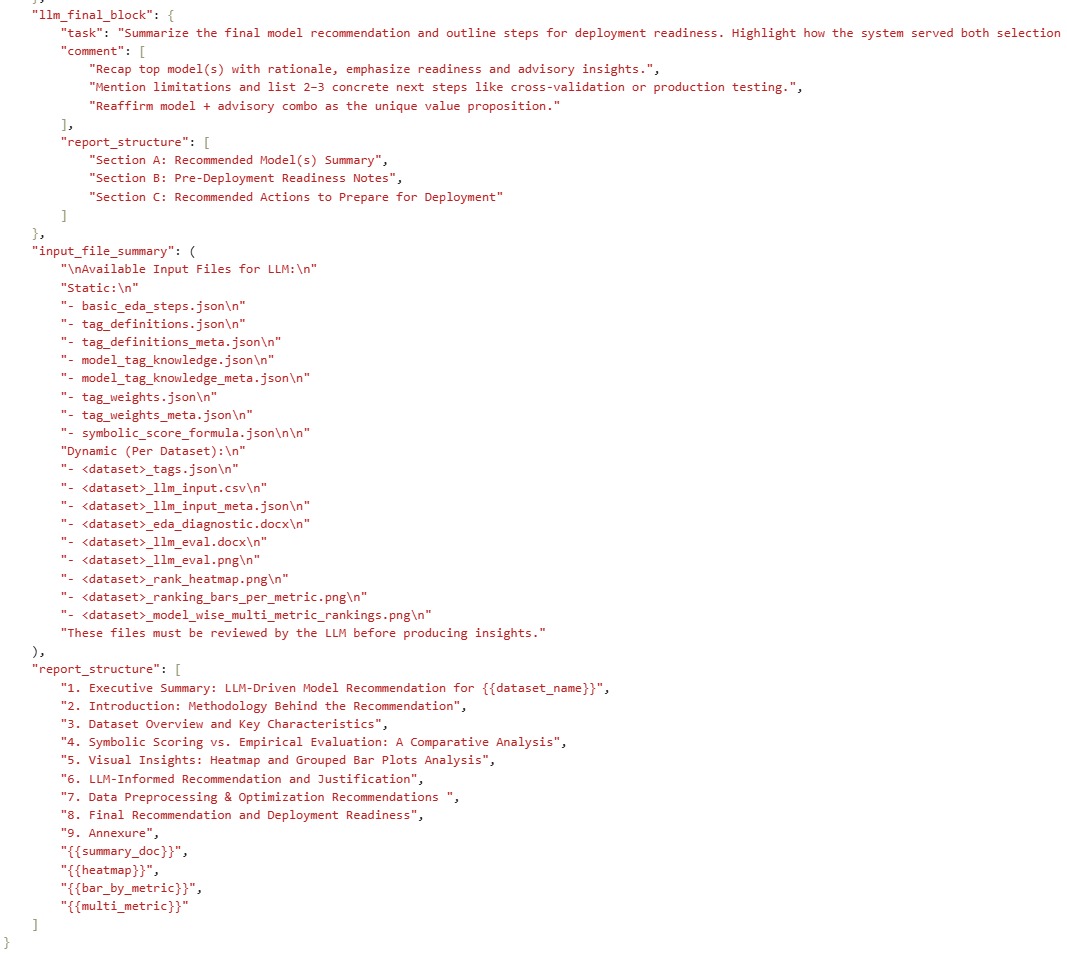 },
"llm_final_block": {
"task": "Summarize the final model recommendation and outline steps for deployment readiness. Highlight how the system served both selection
"comment": [
"Recap top model(s) with rationale, emphasize readiness and advisory insights.",
"Mention limitations and list 2–3 concrete next steps like cross-validation or production testing.",
"Reaffirm model + advisory combo as the unique value proposition."
],
"report_structure": [
"Section A: Recommended Model(s) Summary",
"Section B: Pre-Deployment Readiness Notes",
"Section C: Recommended Actions to Prepare for Deployment"
]
},
"input_file_summary": (
"\nAvailable Input Files for LLM:\n"
"Static:\n"
"- basic_eda_steps.json\n"
"- tag_definitions.json\n"
"- tag_definitions_meta.json\n"
"- model_tag_knowledge.json\n"
"- model_tag_knowledge_meta.json\n"
"- tag_weights.json\n"
"- tag_weights_meta.json\n"
"- symbolic_score_formula.json\n\n"
"Dynamic (Per Dataset):\n"
"- <dataset>_tags.json\n"
"- <dataset>_llm_input.csv\n"
"- <dataset>_llm_input_meta.json\n"
"- <dataset>_eda_diagnostic.docx\n"
"- <dataset>_llm_eval.docx\n"
"- <dataset>_llm_eval.png\n"
"- <dataset>_rank_heatmap.png\n"
"- <dataset>_ranking_bars_per_metric.png\n"
"- <dataset>_model_wise_multi_metric_rankings.png\n"
"These files must be reviewed by the LLM before producing insights."
),
"report_structure": [
"1. Executive Summary: LLM-Driven Model Recommendation for {{dataset_name}}",
"2. Introduction: Methodology Behind the Recommendation",
"3. Dataset Overview and Key Characteristics",
"4. Symbolic Scoring vs. Empirical Evaluation: A Comparative Analysis",
"5. Visual Insights: Heatmap and Grouped Bar Plots Analysis",
"6. LLM-Informed Recommendation and Justification",
"7. Data Preprocessing & Optimization Recommendations ",
"8. Final Recommendation and Deployment Readiness",
"9. Annexure",
"{{summary_doc}}",
"{{heatmap}}",
"{{bar_by_metric}}",
"{{multi_metric}}"
]
}